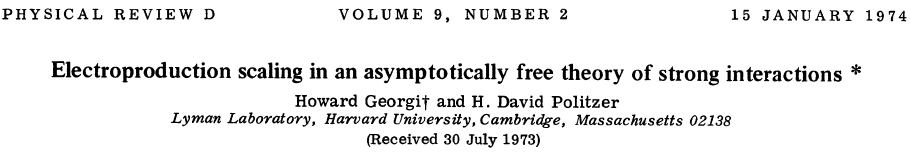 PHYSICAL REVIEW D VOLUME 9, NUMBER 2 15 JANUARY 1974
Electroproduction scaling in an asymptotically free theory of strong interactions *
Howard Georgi† and H. David Politzer
Lyman Laboratory, Harvard University, Cambridge, Massachusetts 02138
(Received 30 July 1973)